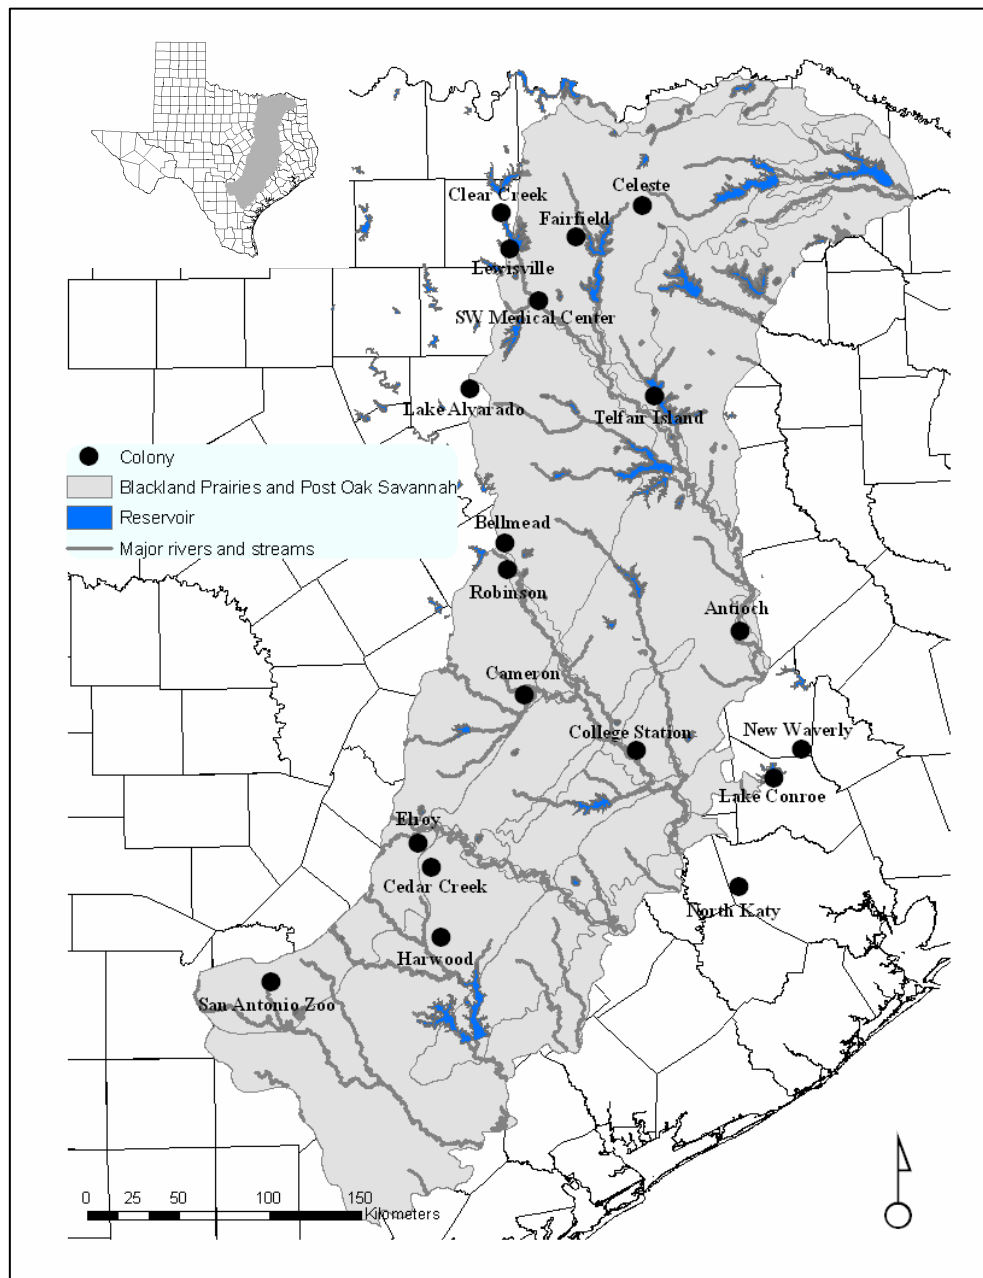 Celeste
Clear Creek
Fairfield
Lewisville
SW Medical Center
Lake Alvarado
Telfair Island
Colony
Blackland Prairies and Post Oak Savannah
Reservoir
Major rivers and streams
Bellmead
Robinson
Antioch
Cameron
College Station
New Waverly
Lake Conroe
Elroy
Cedar Creek
North Katy
Harwood
San Antonio Zoo
0 25 50 100 150
Kilometers